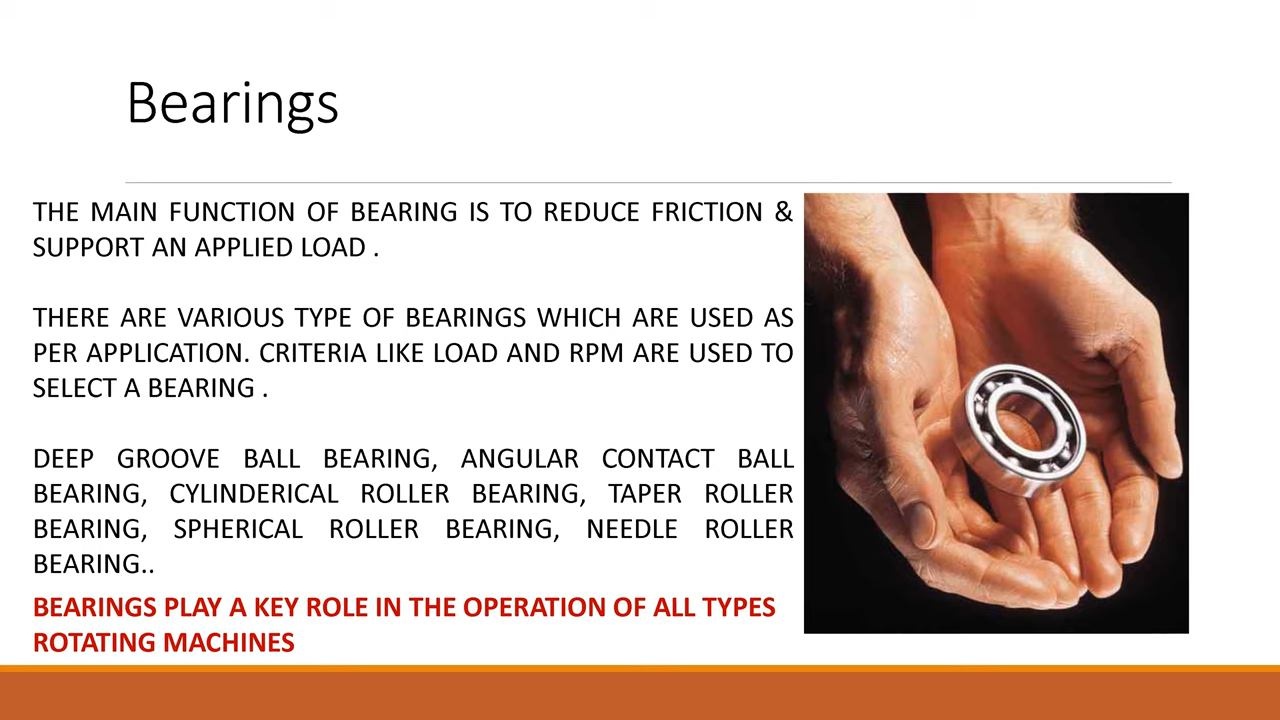 Bearings
THE MAIN FUNCTION OF BEARING IS TO REDUCE FRICTION &
SUPPORT AN APPLIED LOAD .
THERE ARE VARIOUS TYPE OF BEARINGS WHICH ARE USED AS
PER APPLICATION. CRITERIA LIKE LOAD AND RPM ARE USED TO
SELECT A BEARING .
DEEP GROOVE BALL BEARING, ANGULAR CONTACT BALL
BEARING, CYLINDERICAL ROLLER BEARING, TAPER ROLLER
BEARING, SPHERICAL ROLLER BEARING, NEEDLE ROLLER
BEARING..
BEARINGS PLAY A KEY ROLE IN THE OPERATION OF ALL TYPES
ROTATING MACHINES